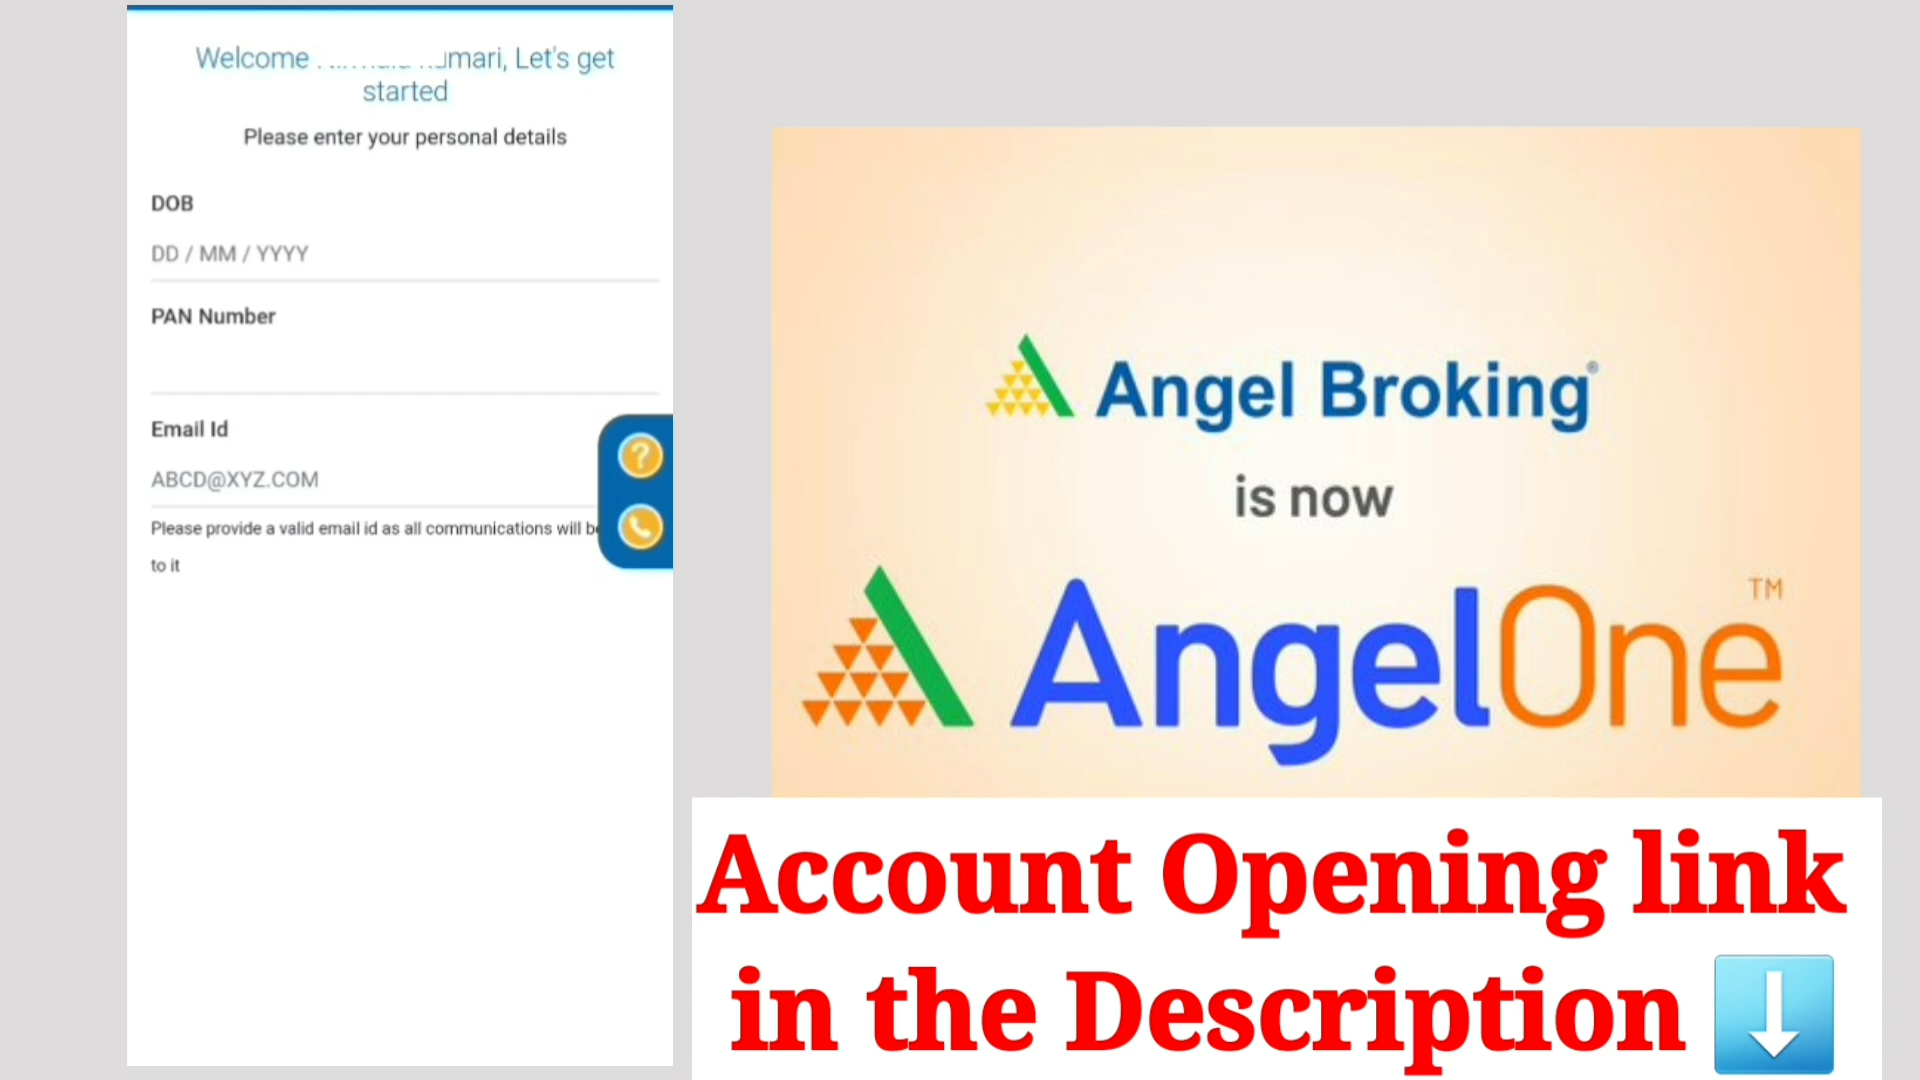 Welcome umari, Let's get
started
Please enter your personal details
DOB
DD / MM / YYYY
PAN Number
Email Id
ABCD@XYZ.COM
Please provide a valid email id as all communications will be
to it
?
Angel Broking®
is now
AngelOne™
Account Opening link
in the Description